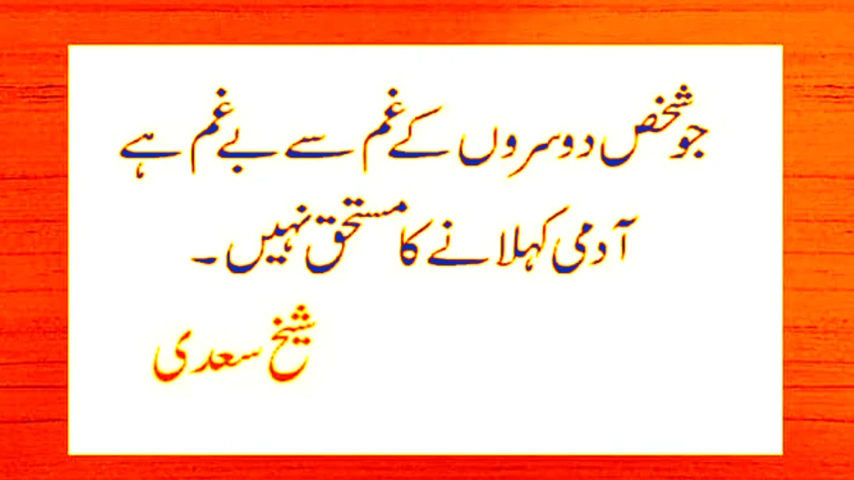 جو شخص دوسروں کے غم سے بے غم ہے
آدمی کہلانے کا مستحق نہیں ۔
شیخ سعدی